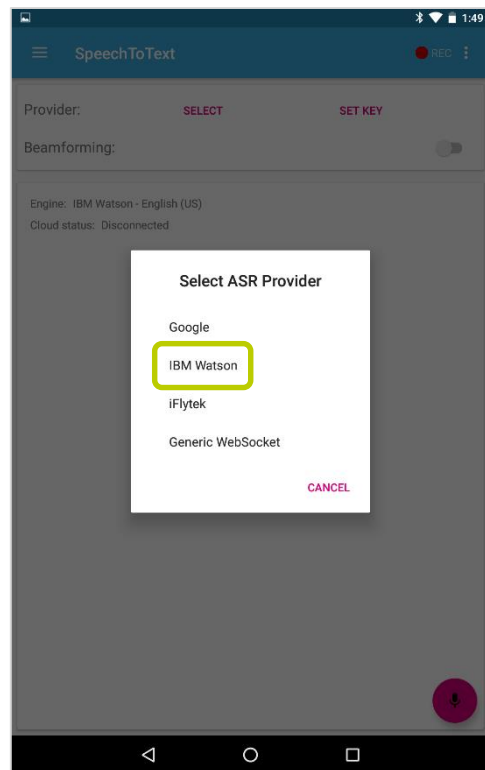 1:49
SpeechToText
REC
Provider:
SELECT
SET KEY
Beamforming:
Engine: IBM Watson - English (US)
Cloud status: Disconnected
Select ASR Provider
Google
IBM Watson
iFlytek
Generic WebSocket
CANCEL